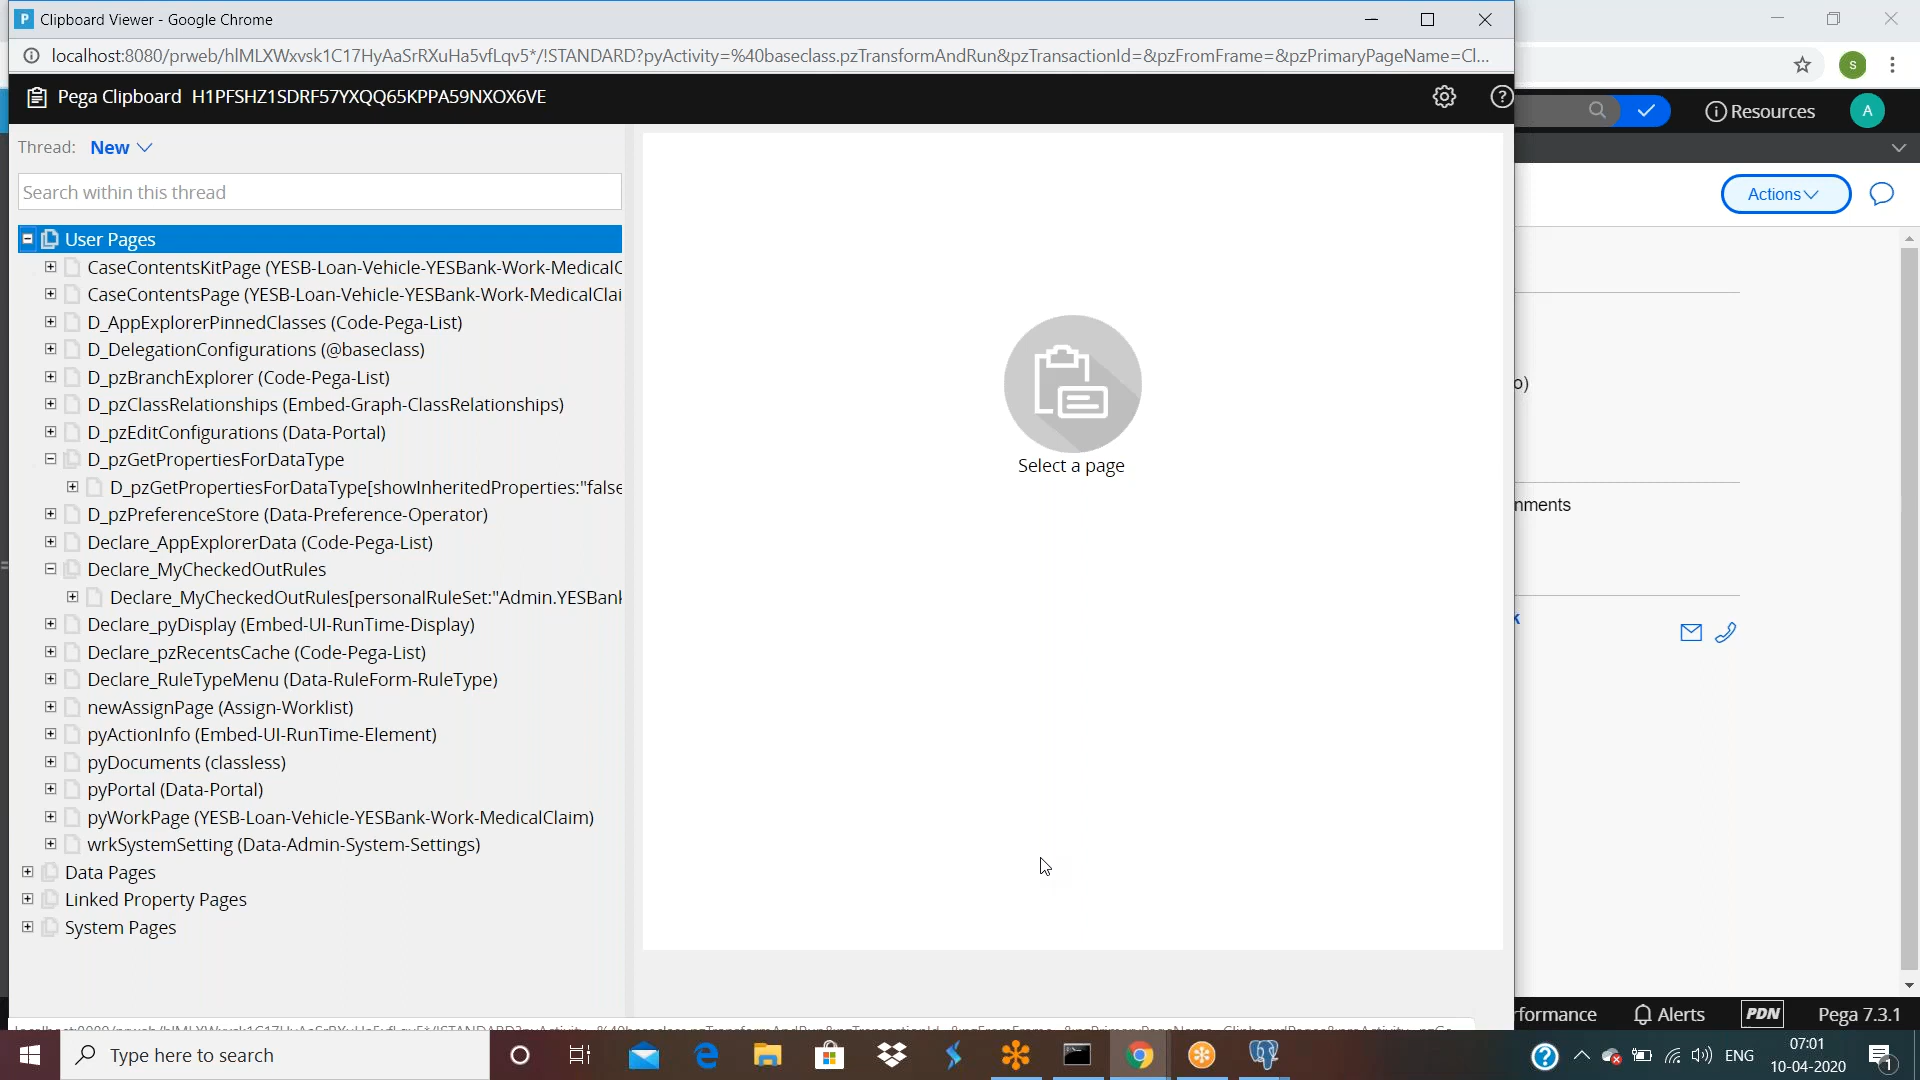 Clipboard Viewer - Google Chrome
localhost:8080/prweb/hlMLXWxvsk1C17HyAaSrRXuHa5vfLqv5*/!STANDARD?pyActivity=%40baseclass.pzTransformAndRun&pzTransactionId=&pzFromFrame=&pzPrimaryPageName=Cl...
S
Pega Clipboard H1PFSHZ1SDRF57YXQQ65KPPA59NXOX6VE
Resources
A
Thread: New
Search within this thread
Actions
User Pages
CaseContentsKitPage (YESB-Loan-Vehicle-YESBank-Work-MedicalC
CaseContentsPage (YESB-Loan-Vehicle-YESBank-Work-MedicalClai
D_AppExplorerPinnedClasses (Code-Pega-List)
D_DelegationConfigurations (@baseclass)
D_pzBranchExplorer (Code-Pega-List)
D_pzClassRelationships (Embed-Graph-ClassRelationships)
D_pzEditConfigurations (Data-Portal)
D_pzGetPropertiesForDataType
D_pzGetPropertiesForDataType[showInheritedProperties:"false
D_pzPreferenceStore (Data-Preference-Operator)
Declare_AppExplorerData (Code-Pega-List)
Declare_MyCheckedOutRules
Declare_MyCheckedOutRules[personalRuleSet:"Admin.YESBank
Declare_pyDisplay (Embed-UI-RunTime-Display)
Declare_pzRecentsCache (Code-Pega-List)
Declare_RuleTypeMenu (Data-RuleForm-RuleType)
newAssignPage (Assign-Worklist)
pyActionInfo (Embed-UI-RunTime-Element)
pyDocuments (classless)
pyPortal (Data-Portal)
pyWorkPage (YESB-Loan-Vehicle-YESBank-Work-MedicalClaim)
wrkSystemSetting (Data-Admin-System-Settings)
Data Pages
Linked Property Pages
System Pages
Select a page
o)
nments
k
formance
Alerts
PDN
Pega 7.3.1
Type here to search
ENG
07:01
10-04-2020
1